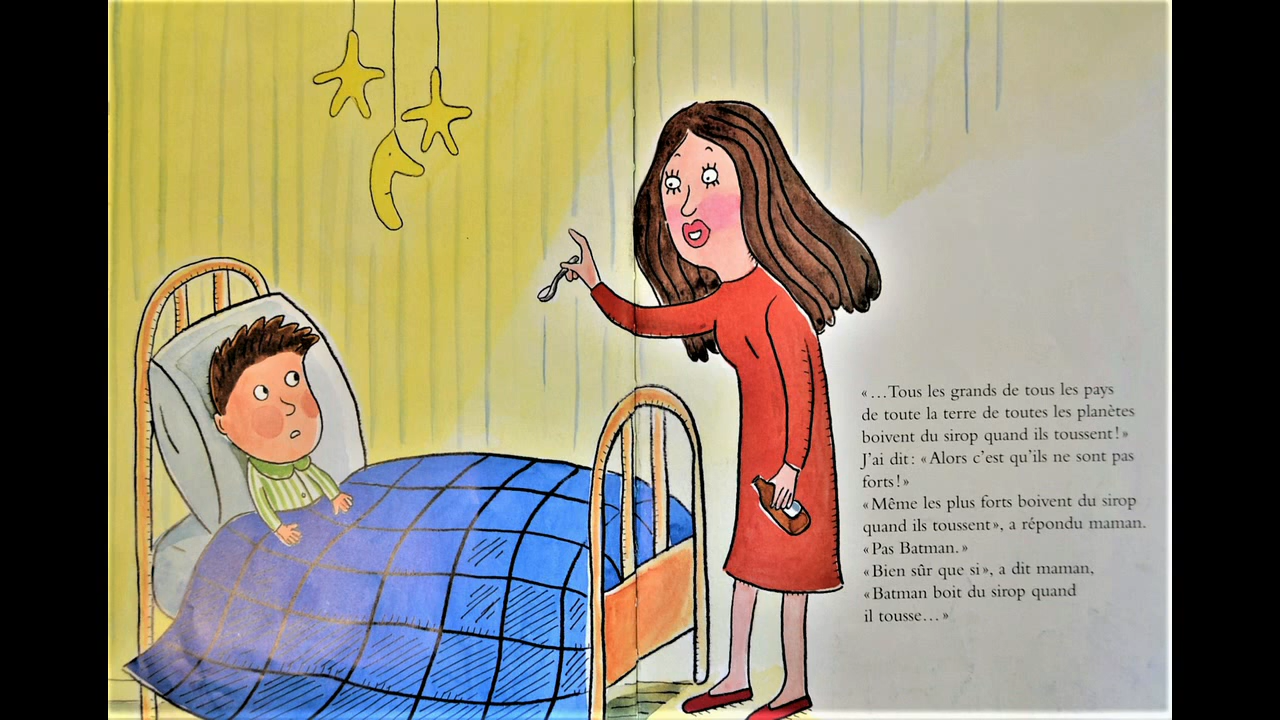 «…Tous les grands de tous les pays
de toute la terre de toutes les planètes
boivent du sirop quand ils toussent!»
J'ai dit: «Alors c'est qu'ils ne sont pas
forts!»
«Même les plus forts boivent du sirop
quand ils toussent», a répondu maman.
«Pas Batman.»
«Bien sûr que si», a dit maman,
«Batman boit du sirop quand
il tousse…»